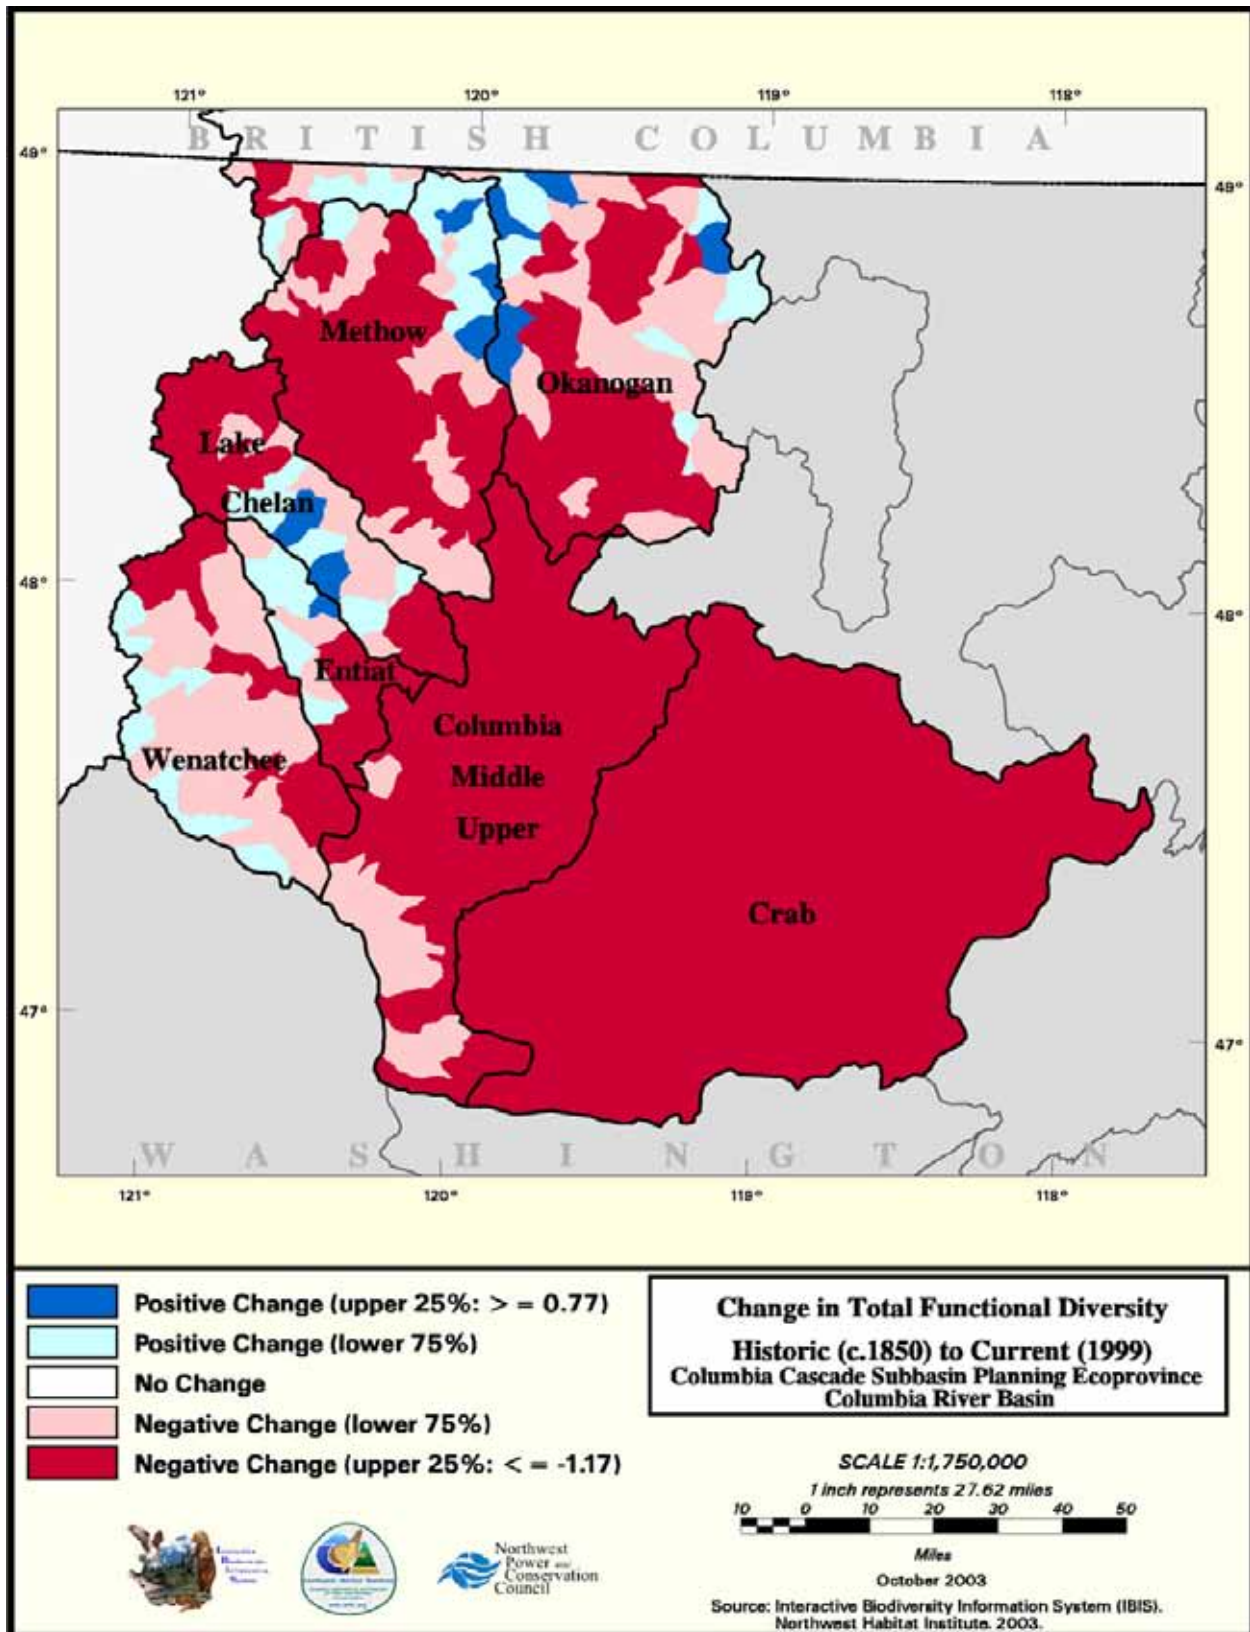 121° 120° 119° 118°
BRITISH COLUMBIA
49° 49°
Methow
Okanogan
Lake
Chelan
48° 48°
Entiat
Columbia
Wenatchee
Middle
Upper
Crab
47° 47°
WASHINGTON
121° 120° 119° 118°
Positive Change (upper 25%: > = 0.77)
Positive Change (lower 75%)
No Change
Negative Change (lower 75%)
Negative Change (upper 25%: < = -1.17)
Change in Total Functional Diversity
Historic (c.1850) to Current (1999)
Columbia Cascade Subbasin Planning Ecoprovince
Columbia River Basin
SCALE 1:1,750,000
1 inch represents 27.62 miles
10 0 10 20 30 40 50
Miles
October 2003
Source: Interactive Biodiversity Information System (IBIS).
Northwest Habitat Institute. 2003.
Northwest
Power and
Conservation
Council